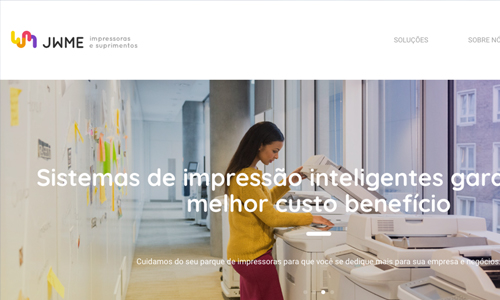 JWME impressoras
e suprimentos
SOLUÇÕES
SOBRE NÓ
Sistemas de impressão inteligentes gara
melhor custo benefício
Cuidamos do seu parque de impressoras para que você se dedique mais para sua empresa e negócios